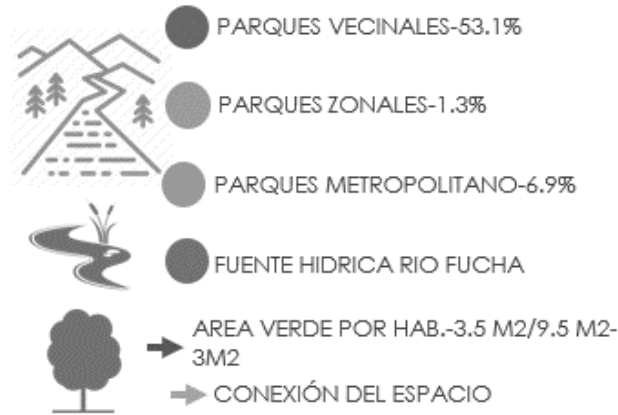 PARQUES VECINALES-53.1%
PARQUES ZONALES-1.3%
PARQUES METROPOLITANO-6.9%
FUENTE HIDRICA RIO FUCHA
AREA VERDE POR HAB.-3.5 M2/9.5 M2-
3M2
CONEXIÓN DEL ESPACIO